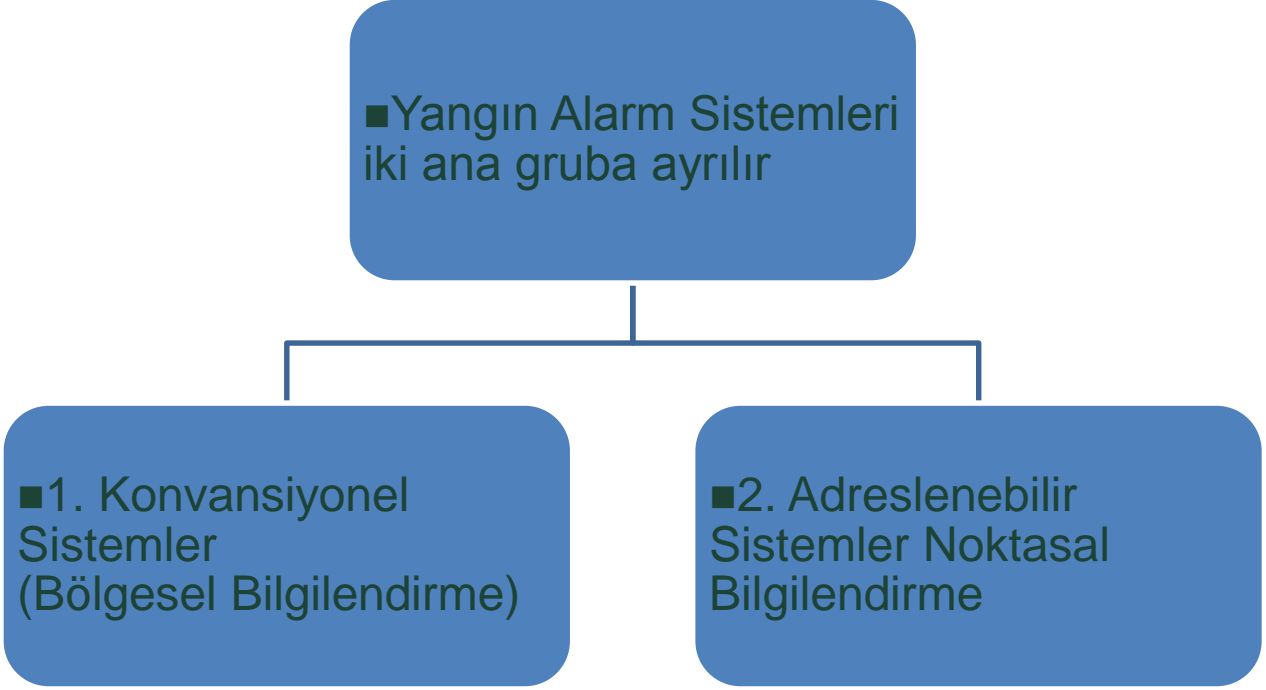 ■Yangın Alarm Sistemleri
iki ana gruba ayrılır
■1. Konvansiyonel
Sistemler
(Bölgesel Bilgilendirme)
■2. Adreslenebilir
Sistemler Noktasal
Bilgilendirme